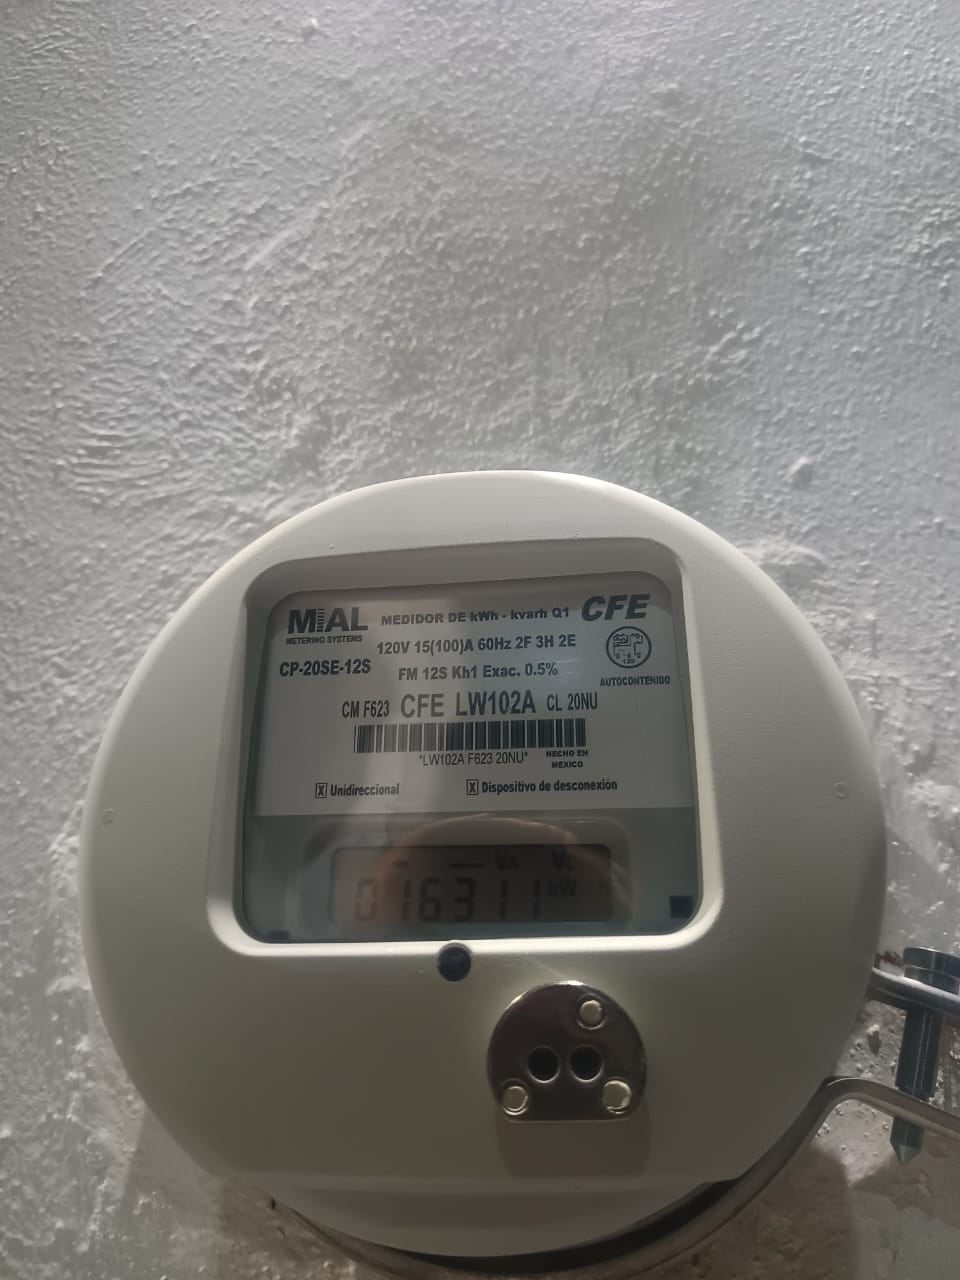 MIAL
METERING SYSTEMS
MEDIDOR DE kWh - kvarh Q1
CFE
120V 15(100)A 60Hz 2F 3H 2E
CP-20SE-12S
FM 12S Kh1 Exac. 0.5%
AUTOCONTENIDO
CM F623 CFE LW102A CL 20NU
*LW102A F623 20NU*
HECHO EN
MEXICO
X Unidireccional
X Dispositivo de desconexión
VA
016311 kW